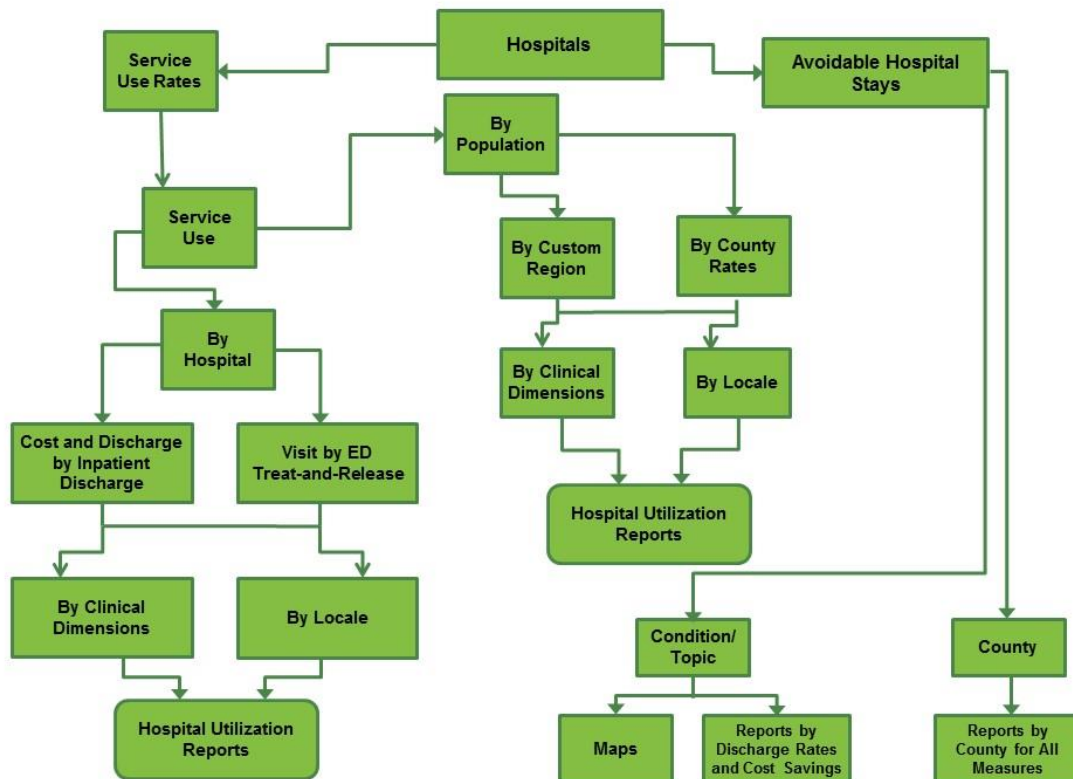 Hospitals
Service
Use Rates
Avoidable Hospital
Stays
By
Population
Service
Use
By Custom
Region
By County
Rates
By
Hospital
By Clinical
Dimensions
By Locale
Cost and Discharge
by Inpatient
Discharge
Visit by ED
Treat-and-Release
Hospital Utilization
Reports
By Clinical
Dimensions
By Locale
Condition/
Topic
County
Hospital Utilization
Reports
Maps
Reports by
Discharge Rates
and Cost Savings
Reports by
County for All
Measures